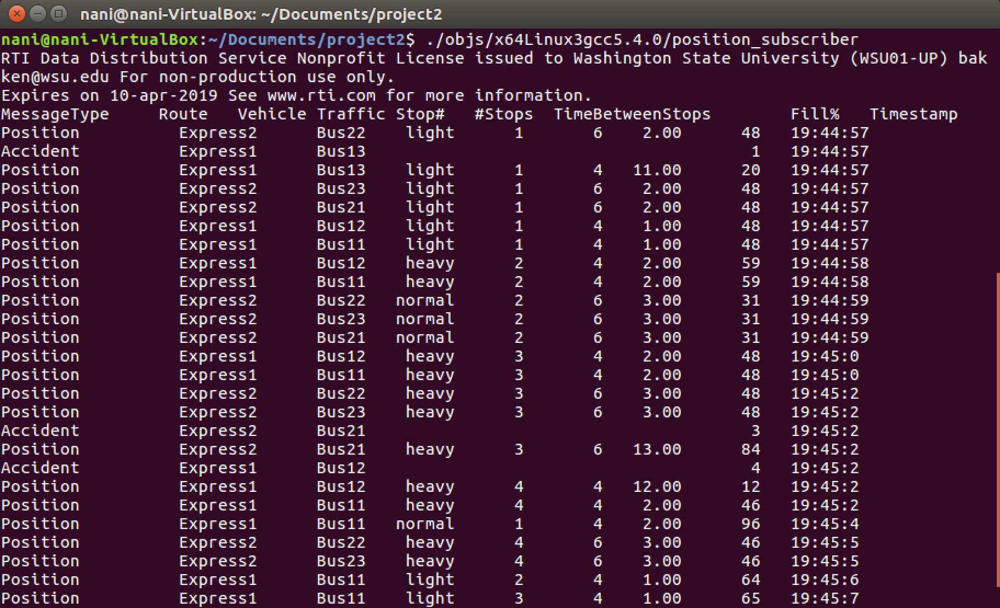 nani@nani-VirtualBox: ~/Documents/project2
nani@nani-VirtualBox:~/Documents/project2$ ./objs/x64Linux3gcc5.4.0/position_subscriber
RTI Data Distribution Service Nonprofit License issued to Washington State University (WSU01-UP) bak
ken@wsu.edu For non-production use only.
Expires on 10-apr-2019 See www.rti.com for more information.
MessageType Route Vehicle Traffic Stop# #Stops TimeBetweenStops Fill% Timestamp
Position Express2 Bus22 light 1 6 2.00 48 19:44:57
Accident Express1 Bus13 1 19:44:57
Position Express1 Bus13 light 1 4 11.00 20 19:44:57
Position Express2 Bus23 light 1 6 2.00 48 19:44:57
Position Express2 Bus21 light 1 6 2.00 48 19:44:57
Position Express1 Bus12 light 1 4 1.00 48 19:44:57
Position Express1 Bus11 light 1 4 1.00 48 19:44:57
Position Express1 Bus12 heavy 2 4 2.00 59 19:44:58
Position Express1 Bus11 heavy 2 4 2.00 59 19:44:58
Position Express2 Bus22 normal 2 6 3.00 31 19:44:59
Position Express2 Bus23 normal 2 6 3.00 31 19:44:59
Position Express2 Bus21 normal 2 6 3.00 31 19:44:59
Position Express1 Bus12 heavy 3 4 2.00 48 19:45:0
Position Express1 Bus11 heavy 3 4 2.00 48 19:45:0
Position Express2 Bus22 heavy 3 6 3.00 48 19:45:2
Position Express2 Bus23 heavy 3 6 3.00 48 19:45:2
Accident Express2 Bus21 3 19:45:2
Position Express2 Bus21 heavy 3 6 13.00 84 19:45:2
Accident Express1 Bus12 4 19:45:2
Position Express1 Bus12 heavy 4 4 12.00 12 19:45:2
Position Express1 Bus11 heavy 4 4 2.00 46 19:45:2
Position Express1 Bus11 normal 1 4 2.00 96 19:45:4
Position Express2 Bus22 heavy 4 6 3.00 46 19:45:5
Position Express2 Bus23 heavy 4 6 3.00 46 19:45:5
Position Express1 Bus11 light 2 4 1.00 64 19:45:6
Position Express1 Bus11 light 3 4 1.00 65 19:45:7